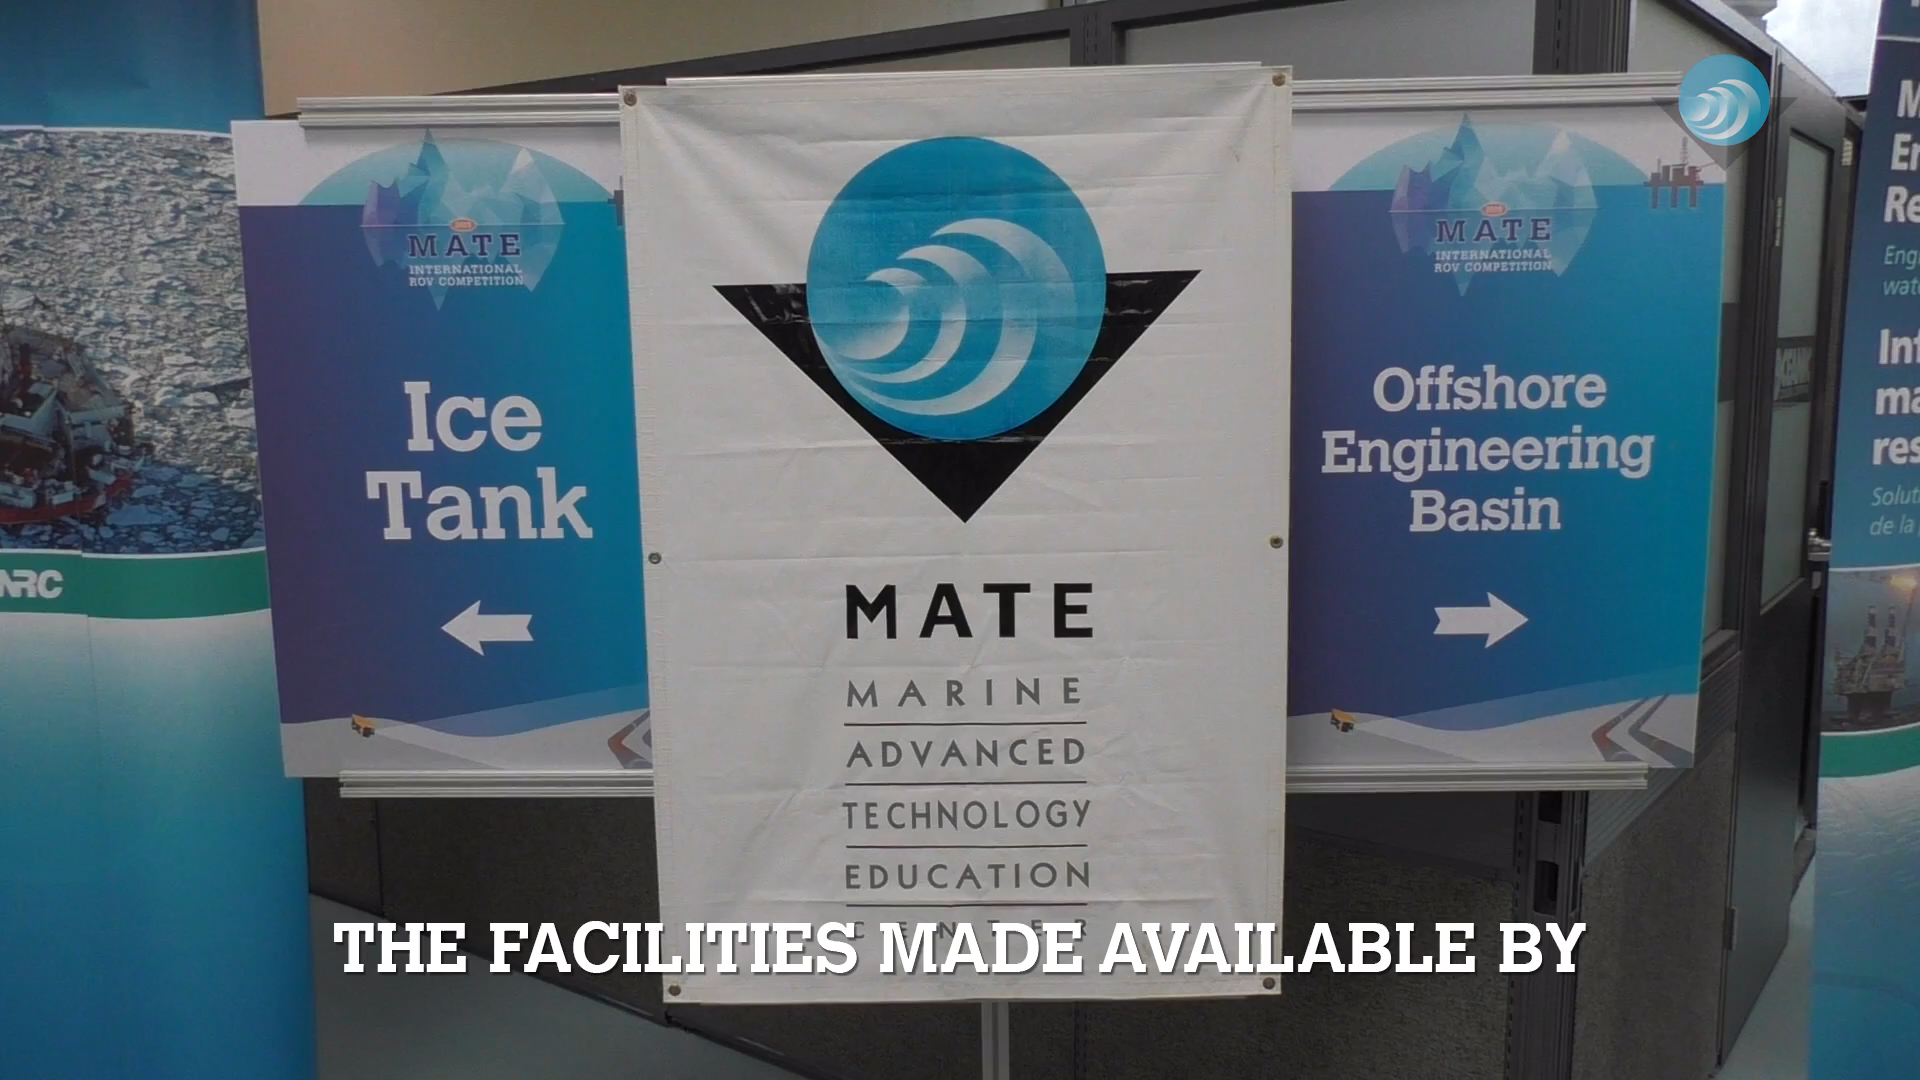 NRC
MATE
INTERNATIONAL
ROV COMPETITION
Ice
Tank
MATE
MARINE
ADVANCED
TECHNOLOGY
EDUCATION
CENTER
MATE
INTERNATIONAL
ROV COMPETITION
Offshore
Engineering
Basin
THE FACILITIES MADE AVAILABLE BY